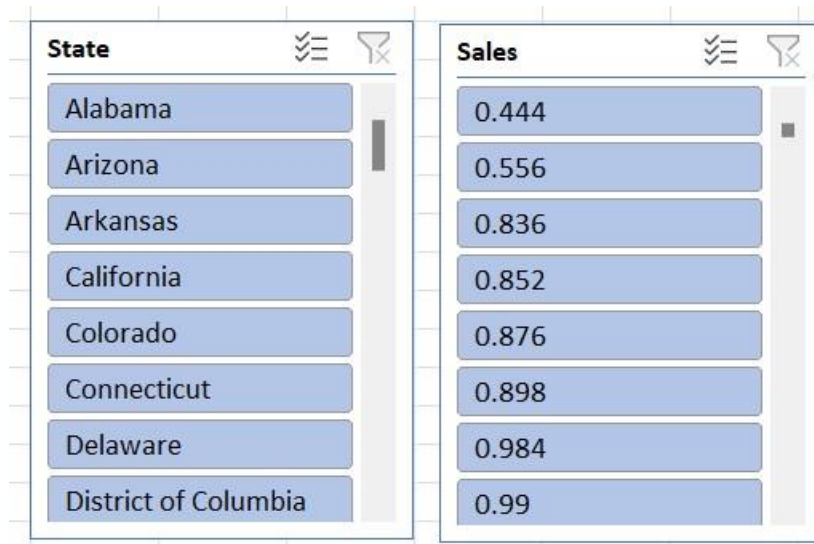 State
Alabama
Arizona
Arkansas
California
Colorado
Connecticut
Delaware
District of Columbia
Sales
0.444
0.556
0.836
0.852
0.876
0.898
0.984
0.99